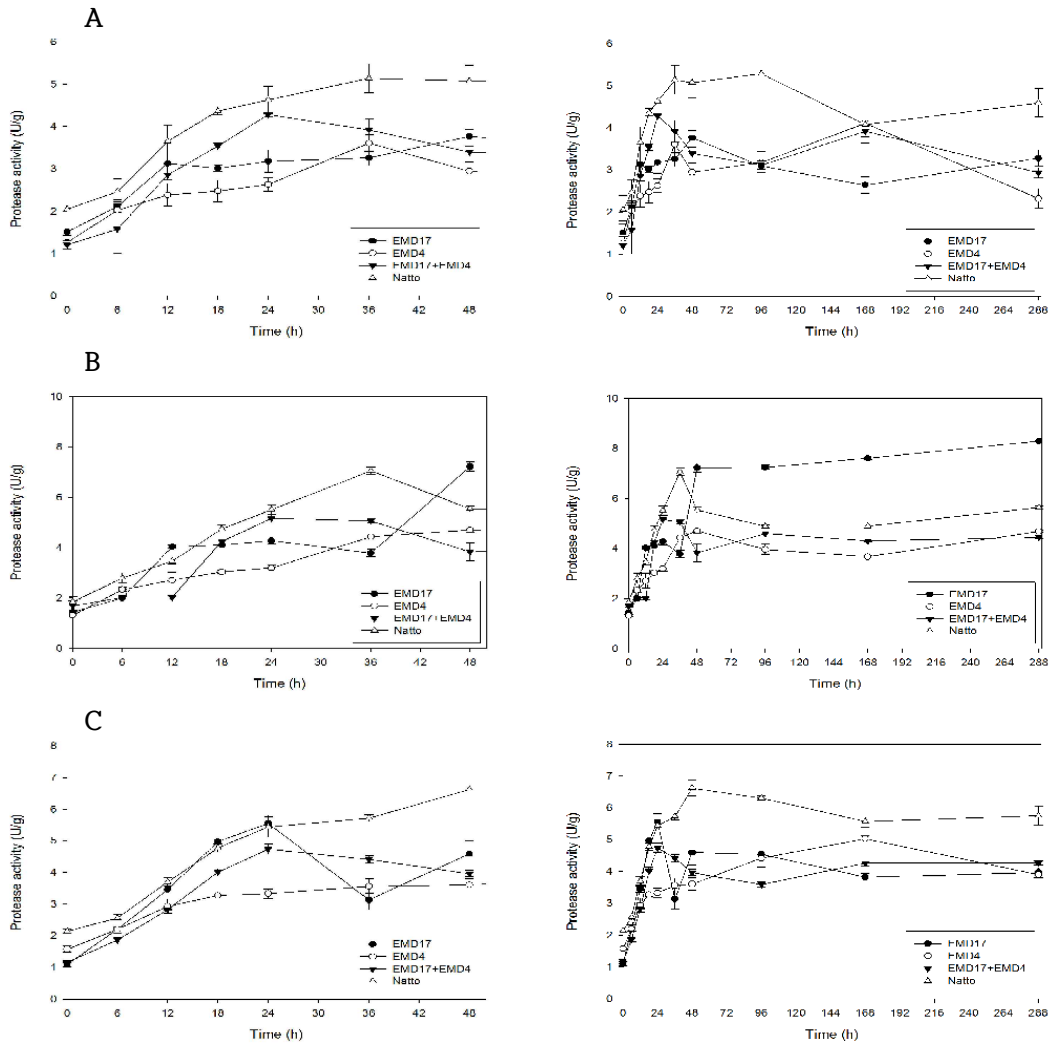 A
Protease activity (U/g)
6
5
4
3
2
1
0
EMD17
EMD4
EMD17+EMD4
Natto
0 6 12 18 24 30 36 42 48
Time (h)
Protease activity (U/g)
6
5
4
3
2
1
0
EMD17
EMD4
EMD17+EMD4
Natto
0 24 48 72 96 120 144 168 192 216 240 264 288
Time (h)
B
Protease activity (U/g)
10
8
6
4
2
0
EMD17
EMD4
EMD17+EMD4
Natto
0 6 12 18 24 30 36 42 48
Time (h)
Protease activity (U/g)
10
8
6
4
2
0
EMD17
EMD4
EMD17+EMD4
Natto
0 24 48 72 96 120 144 168 192 216 240 264 288
Time (h)
C
Protease activity (U/g)
8
7
6
5
4
3
2
1
0
EMD17
EMD4
EMD17+EMD4
Natto
0 6 12 18 24 30 36 42 48
Time (h)
Protease activity (U/g)
8
7
6
5
4
3
2
1
0
EMD17
EMD4
EMD17+EMD4
Natto
0 24 48 72 96 120 144 168 192 216 240 264 288
Time (h)